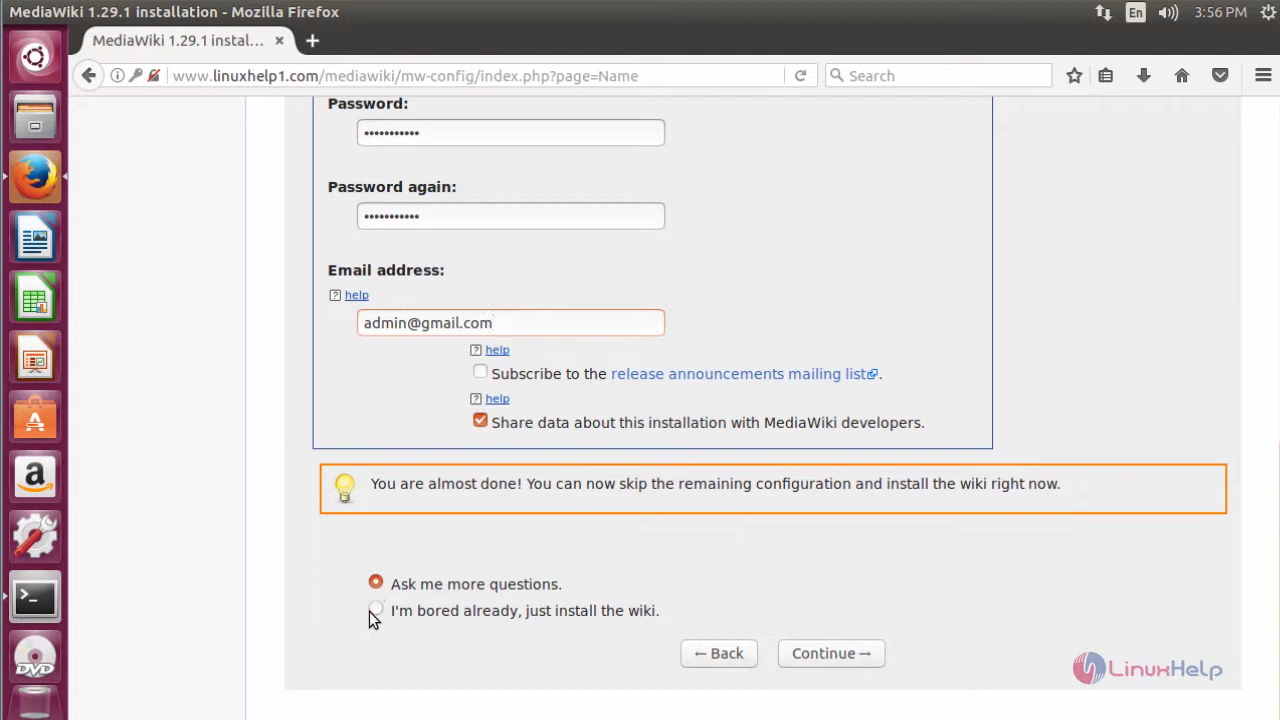 MediaWiki 1.29.1 installation - Mozilla Firefox
En
3:56 PM
MediaWiki 1.29.1 instal...
www.linuxhelp1.com/mediawiki/mw-config/index.php?page=Name
Search
Password:
•••••••••••
Password again:
•••••••••••
Email address:
? help
admin@gmail.com
? help
Subscribe to the release announcements mailing list.
? help
Share data about this installation with MediaWiki developers.
You are almost done! You can now skip the remaining configuration and install the wiki right now.
Ask me more questions.
I'm bored already, just install the wiki.
← Back
Continue →
LinuxHelp
a
>_
DVD